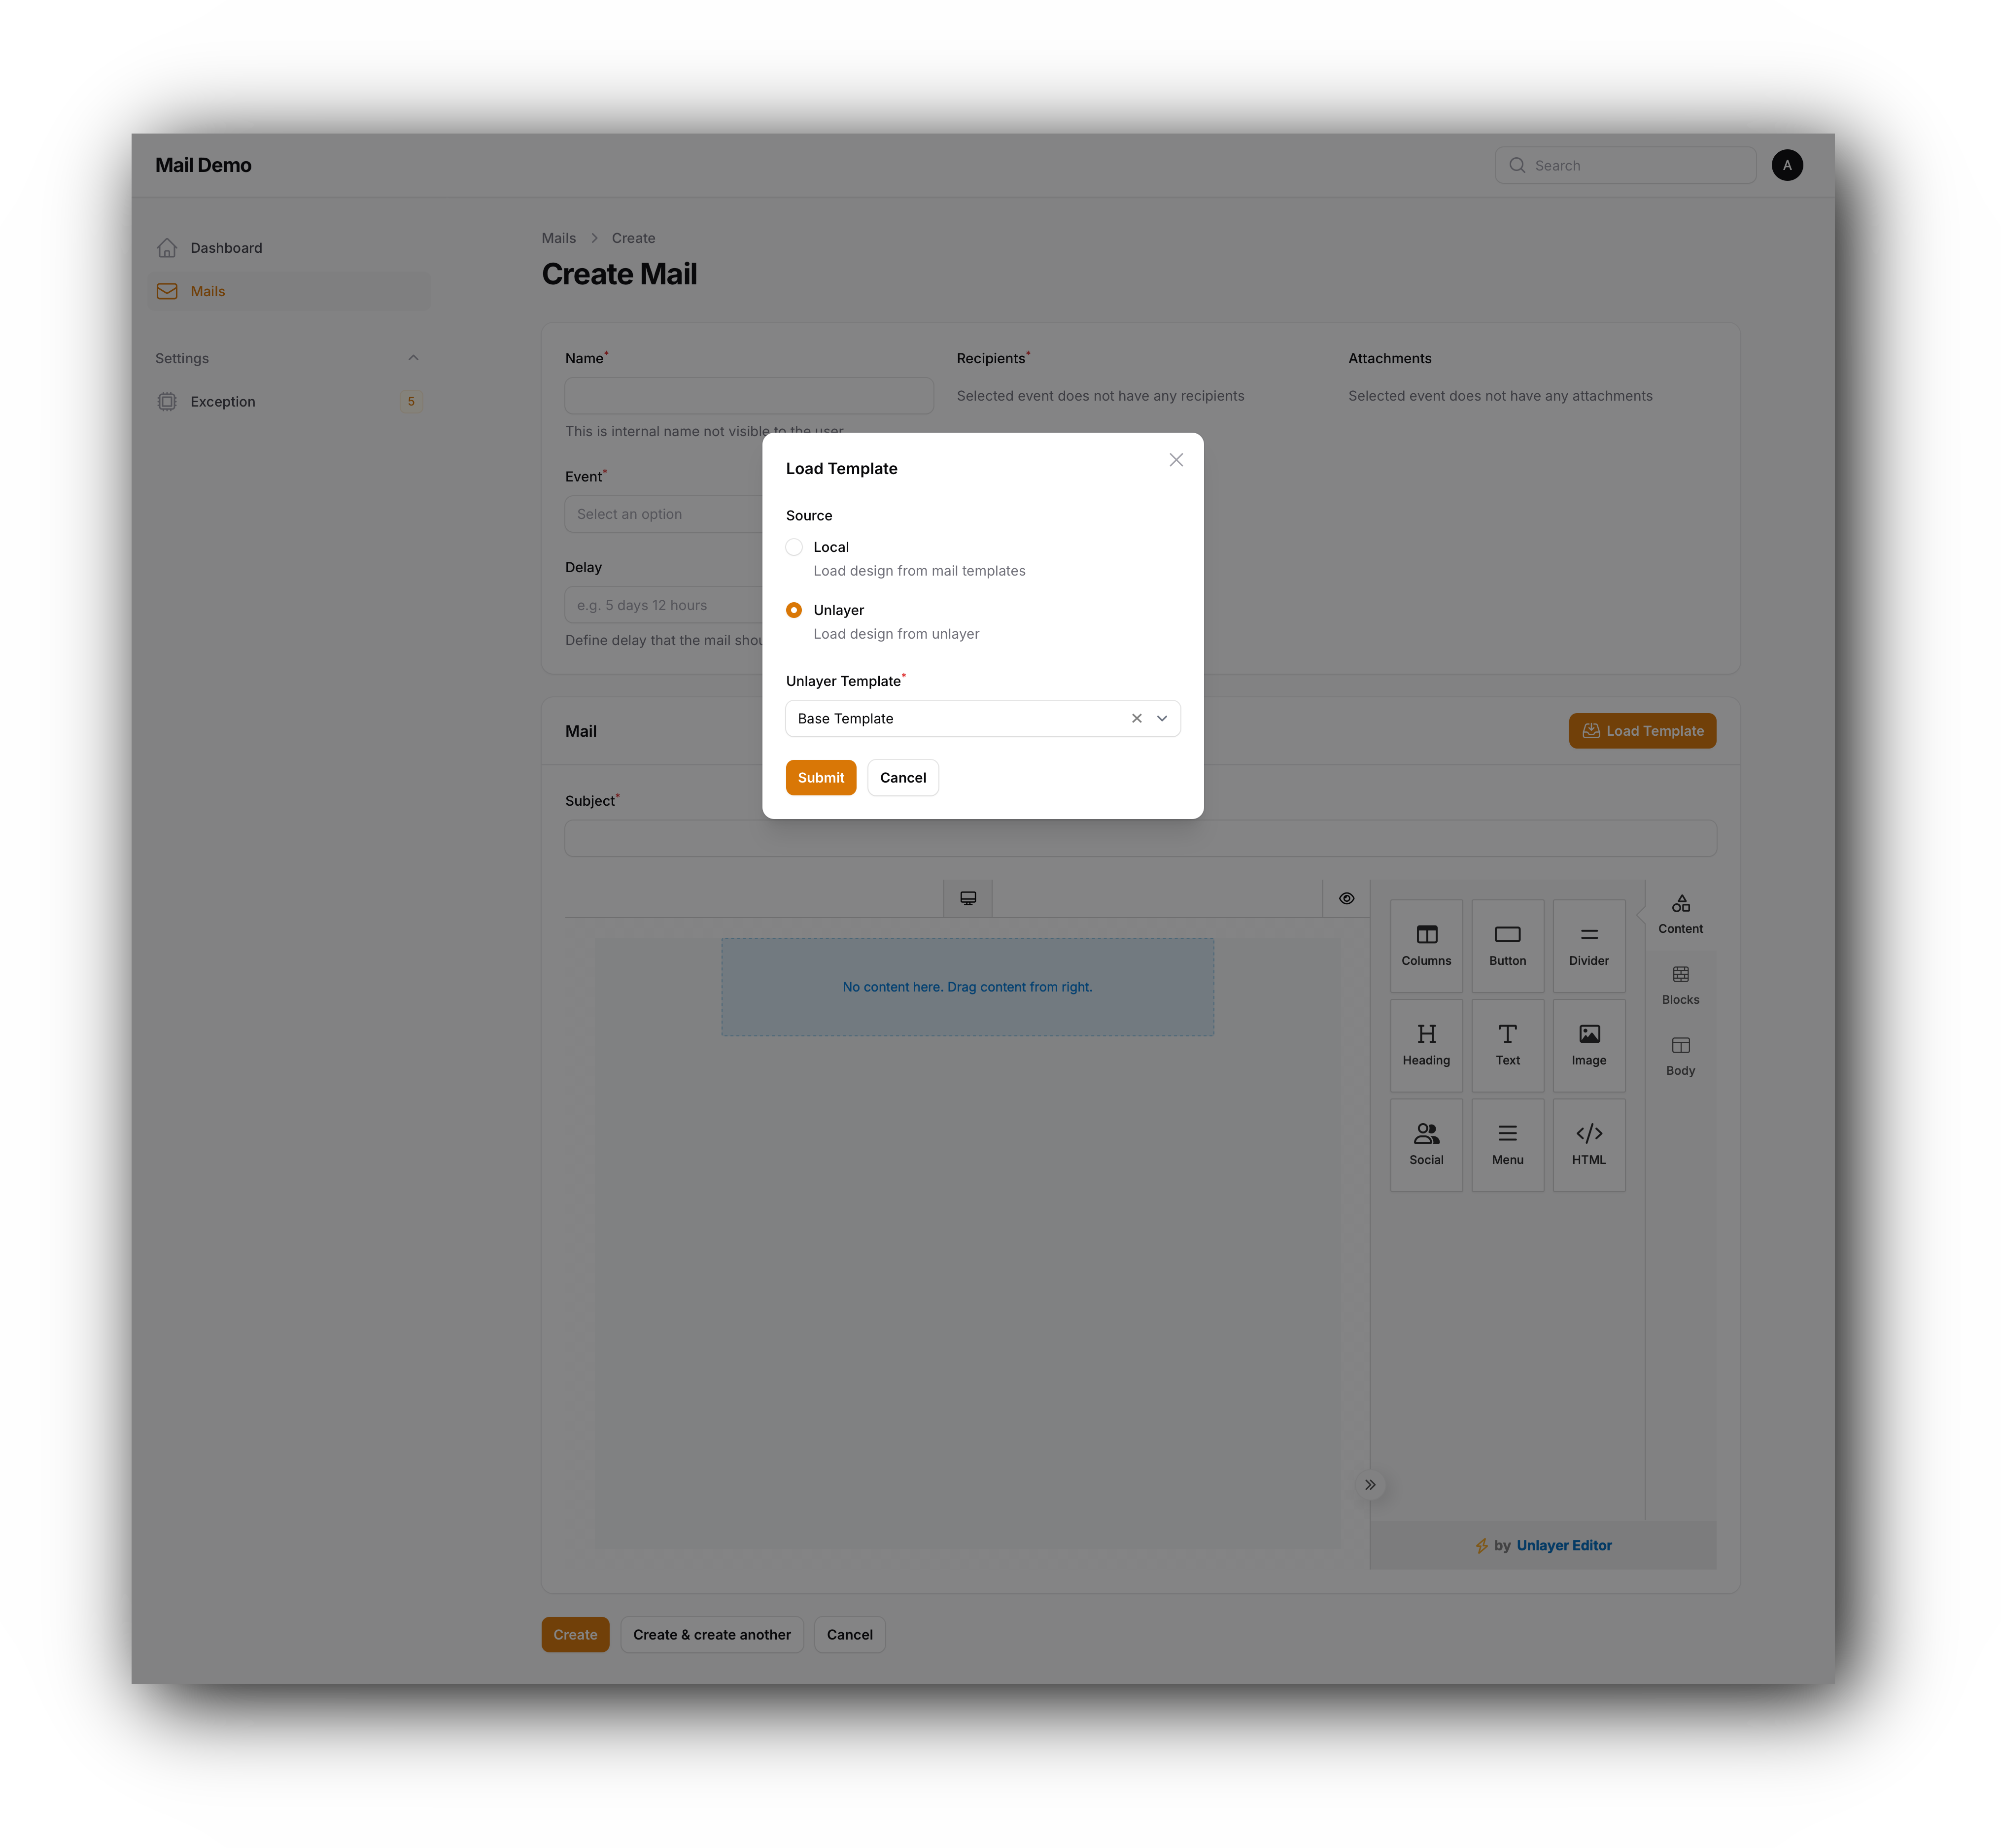 Mail Demo
Search
A
Dashboard
Mails
Settings
Exception
5
Mails
Create
Create Mail
Name*
Recipients*
Attachments
Selected event does not have any recipients
Selected event does not have any attachments
This is internal name not visible to the user
Event*
Select an option
Delay
e.g. 5 days 12 hours
Define delay that the mail
Load Template
Source
Local
Load design from mail templates
Unlayer
Load design from unlayer
Unlayer Template*
Base Template
Submit
Cancel
Mail
Load Template
Subject*
No content here. Drag content from right.
Columns
Button
Divider
Heading
Text
Image
Social
Menu
HTML
Content
Blocks
Body
by Unlayer Editor
Create
Create & create another
Cancel